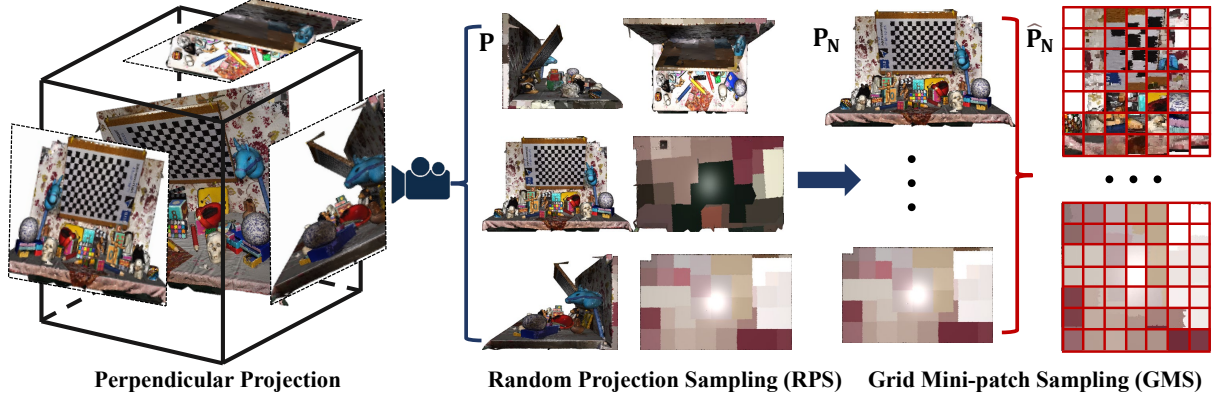 P
P_N
P̂_N
Perpendicular Projection
Random Projection Sampling (RPS)
Grid Mini-patch Sampling (GMS)